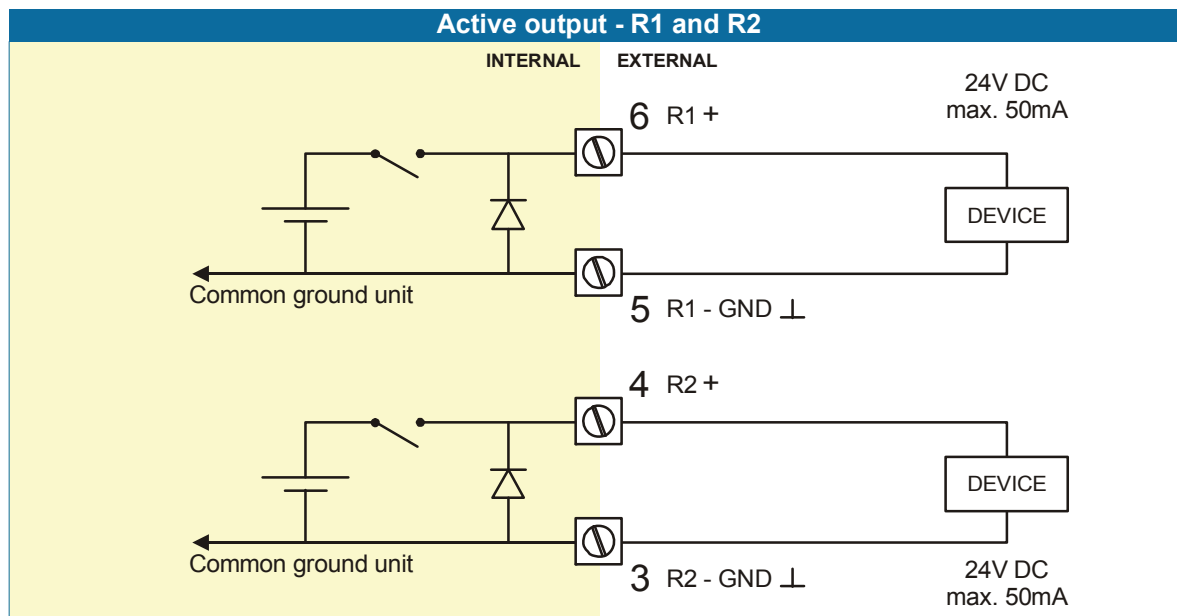 Active output - R1 and R2
INTERNAL EXTERNAL
24V DC
max. 50mA
6 R1 +
DEVICE
Common ground unit
5 R1 - GND ⊥
4 R2 +
DEVICE
Common ground unit
3 R2 - GND ⊥
24V DC
max. 50mA